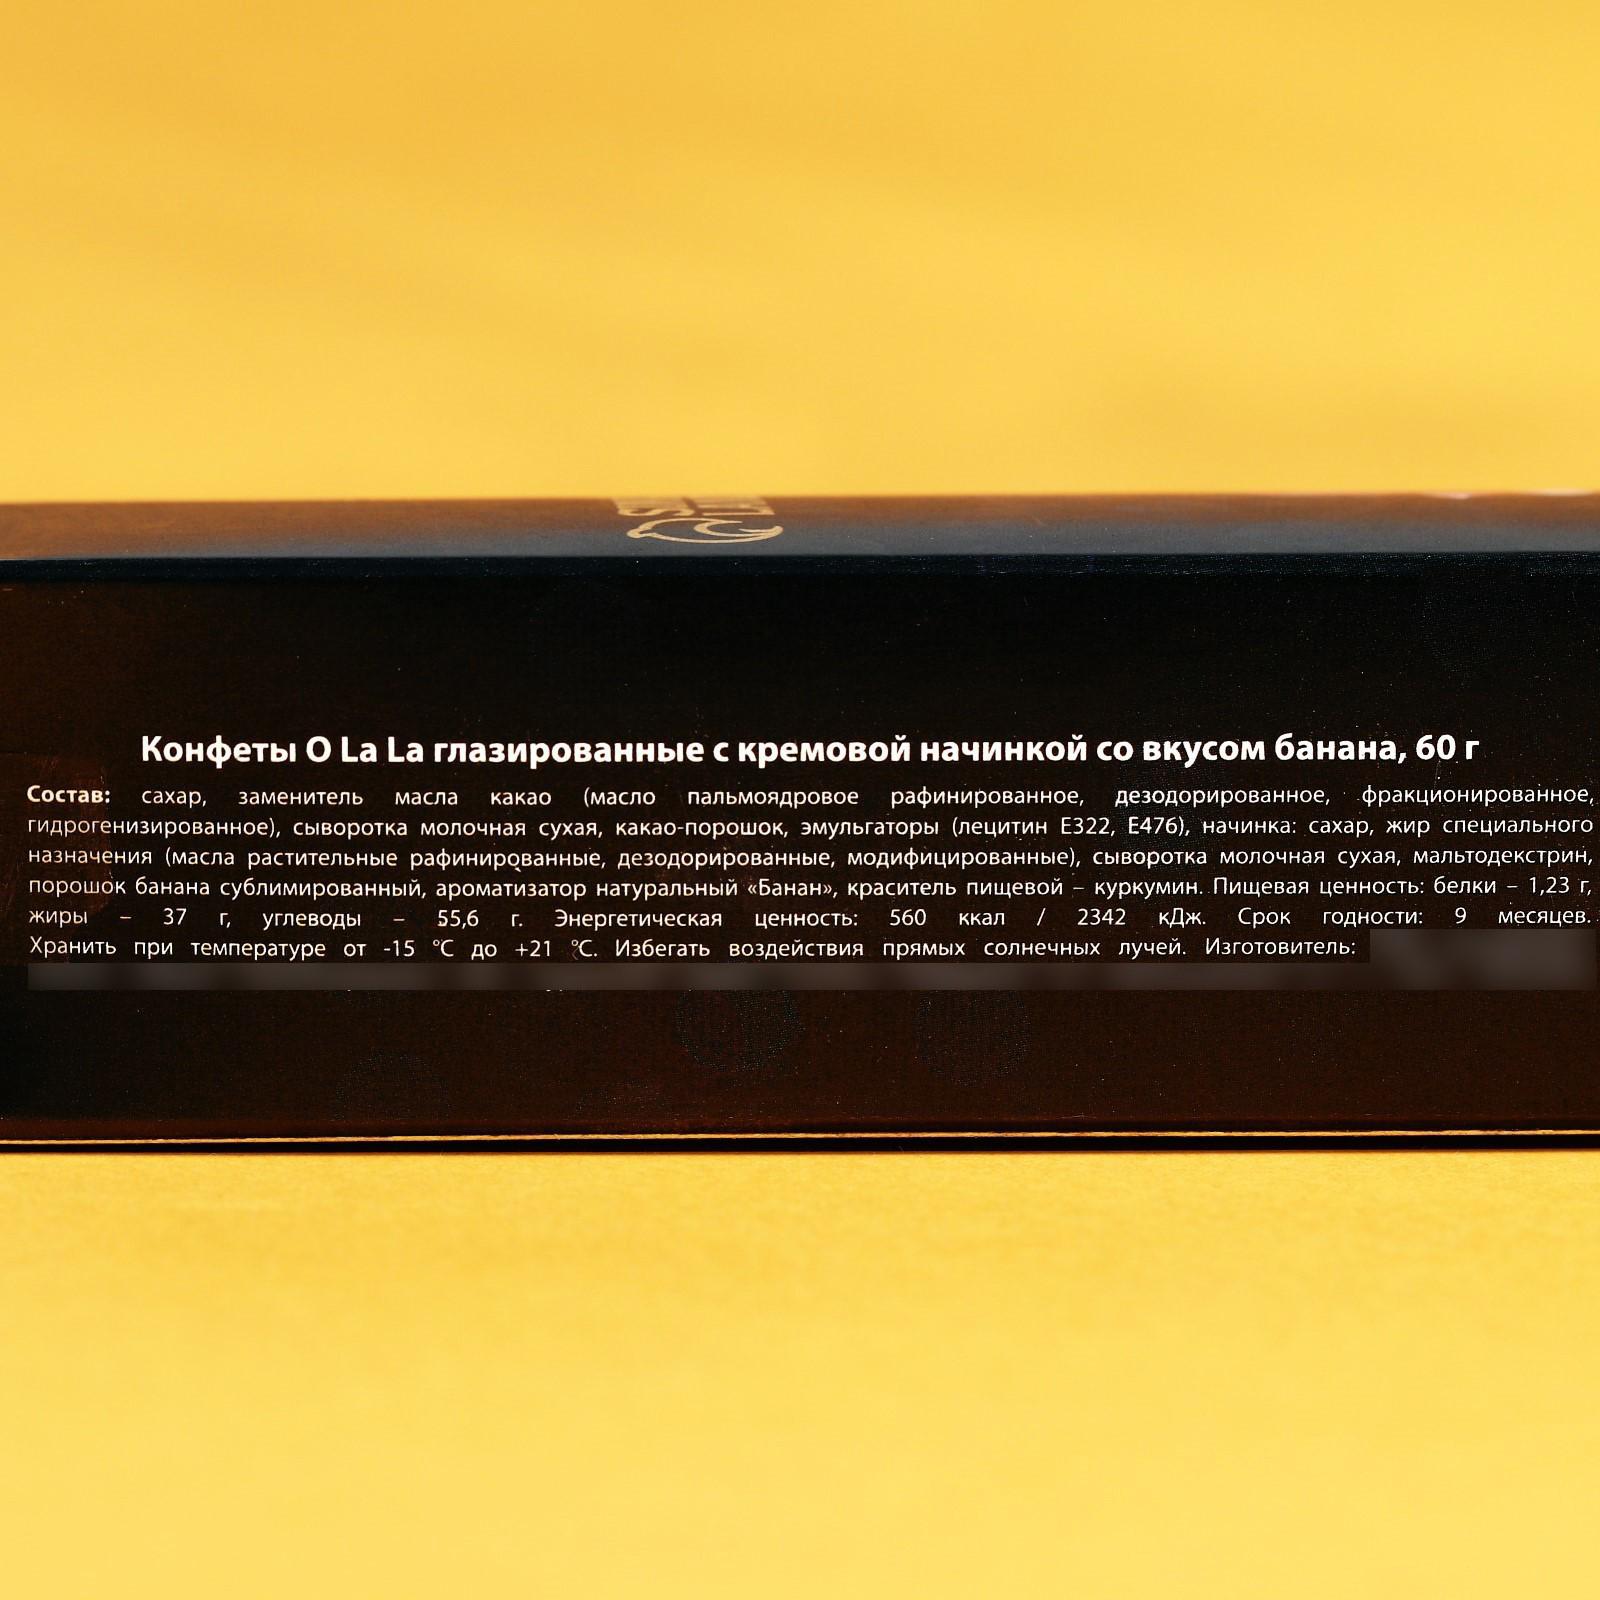 Конфеты O La La глазированные с кремовой начинкой со вкусом банана, 60 г
Состав: сахар, заменитель масла какао (масло пальмоядровое рафинированное, дезодорированное, фракционированное,
гидрогенизированное), сыворотка молочная сухая, какао-порошок, эмульгаторы (лецитин Е322, Е476), начинка: сахар, жир специального
назначения (масла растительные рафинированные, дезодорированные, модифицированные), сыворотка молочная сухая, мальтодекстрин,
порошок банана сублимированный, ароматизатор натуральный «Банан», краситель пищевой – куркумин. Пищевая ценность: белки – 1,23 г,
жиры – 37 г, углеводы – 55,6 г. Энергетическая ценность: 560 ккал / 2342 кДж. Срок годности: 9 месяцев.
Хранить при температуре от -15 °С до +21 °С. Избегать воздействия прямых солнечных лучей. Изготовитель: